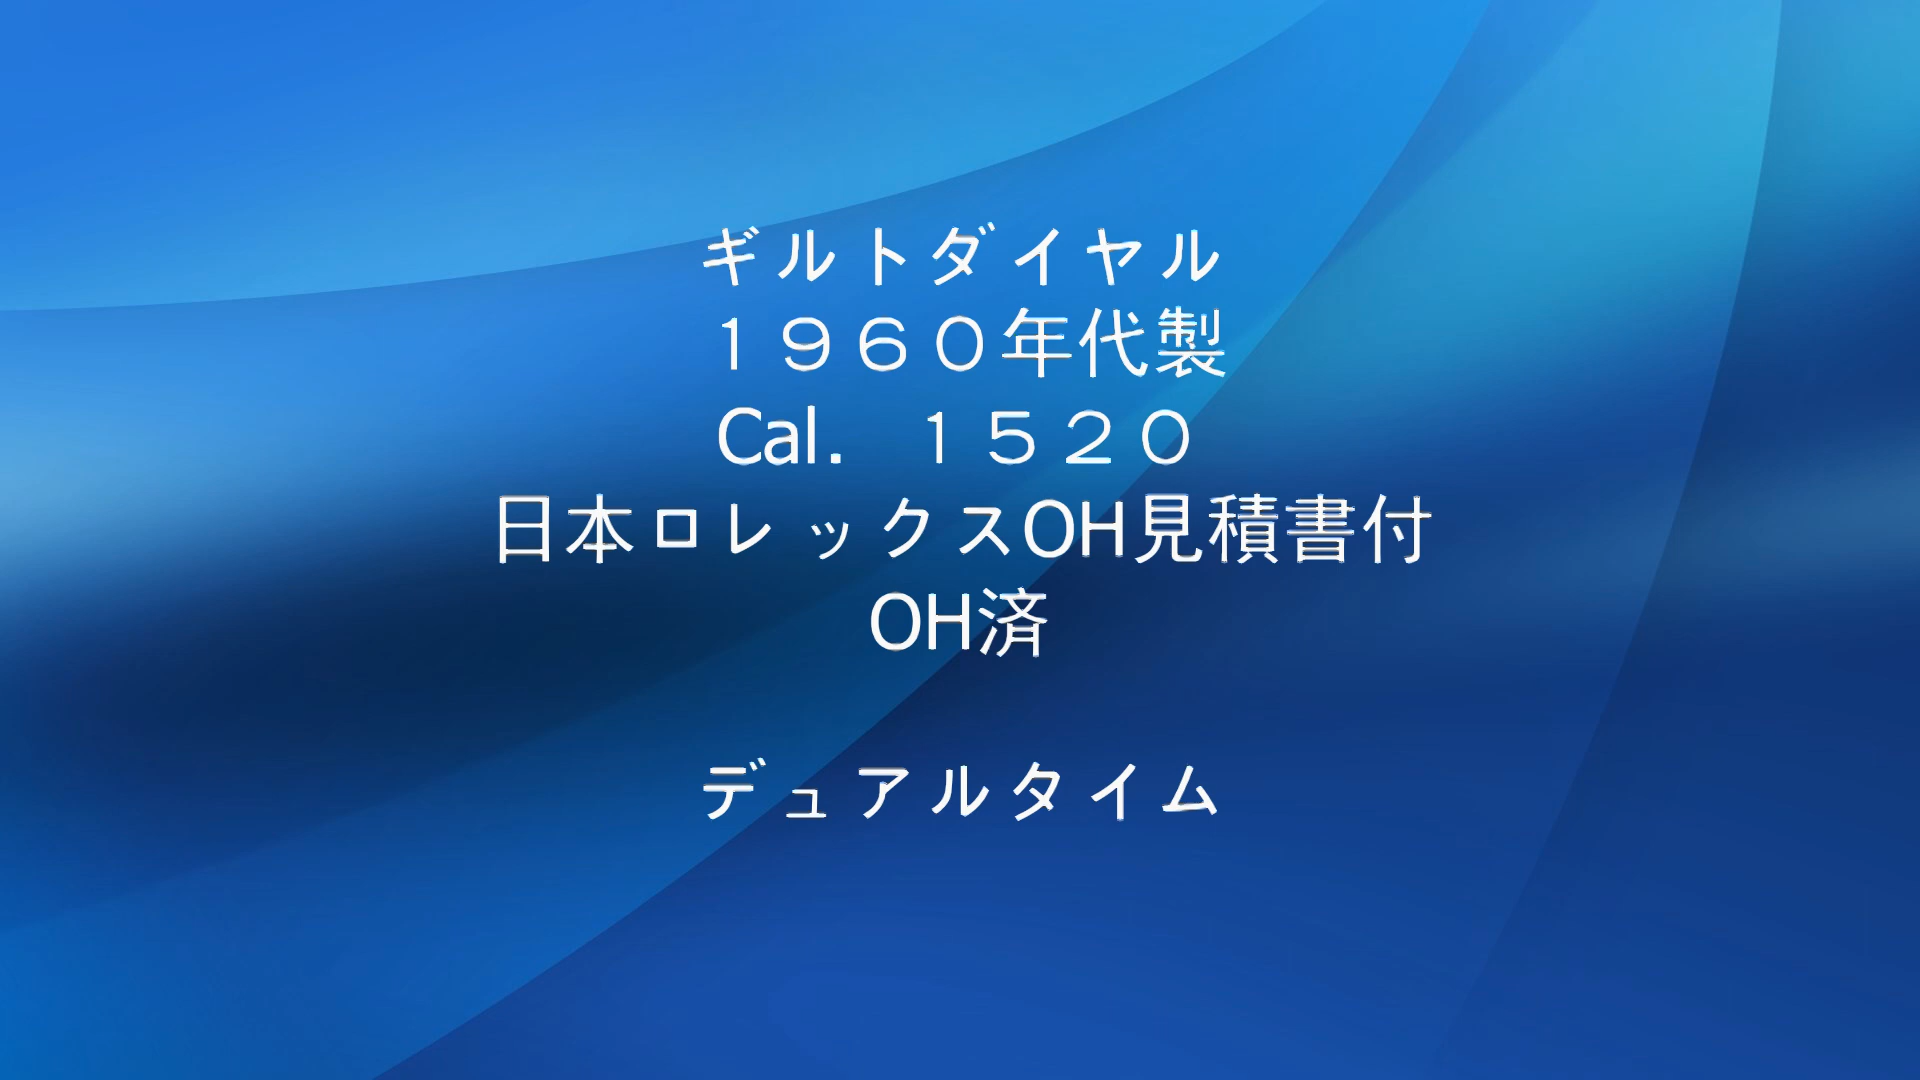 ギルトダイヤル
１９６０年代製
Cal.　１５２０
日本ロレックスOH見積書付
OH済
デュアルタイム